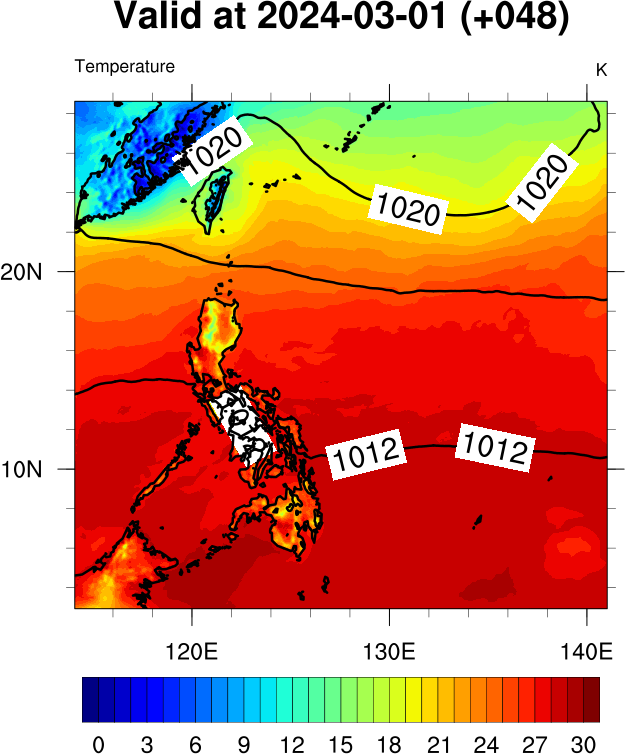 Valid at 2024-03-01 (+048)
Temperature K
1020
1020
1020
20N
1012 1012
10N
120E 130E 140E
0 3 6 9 12 15 18 21 24 27 30